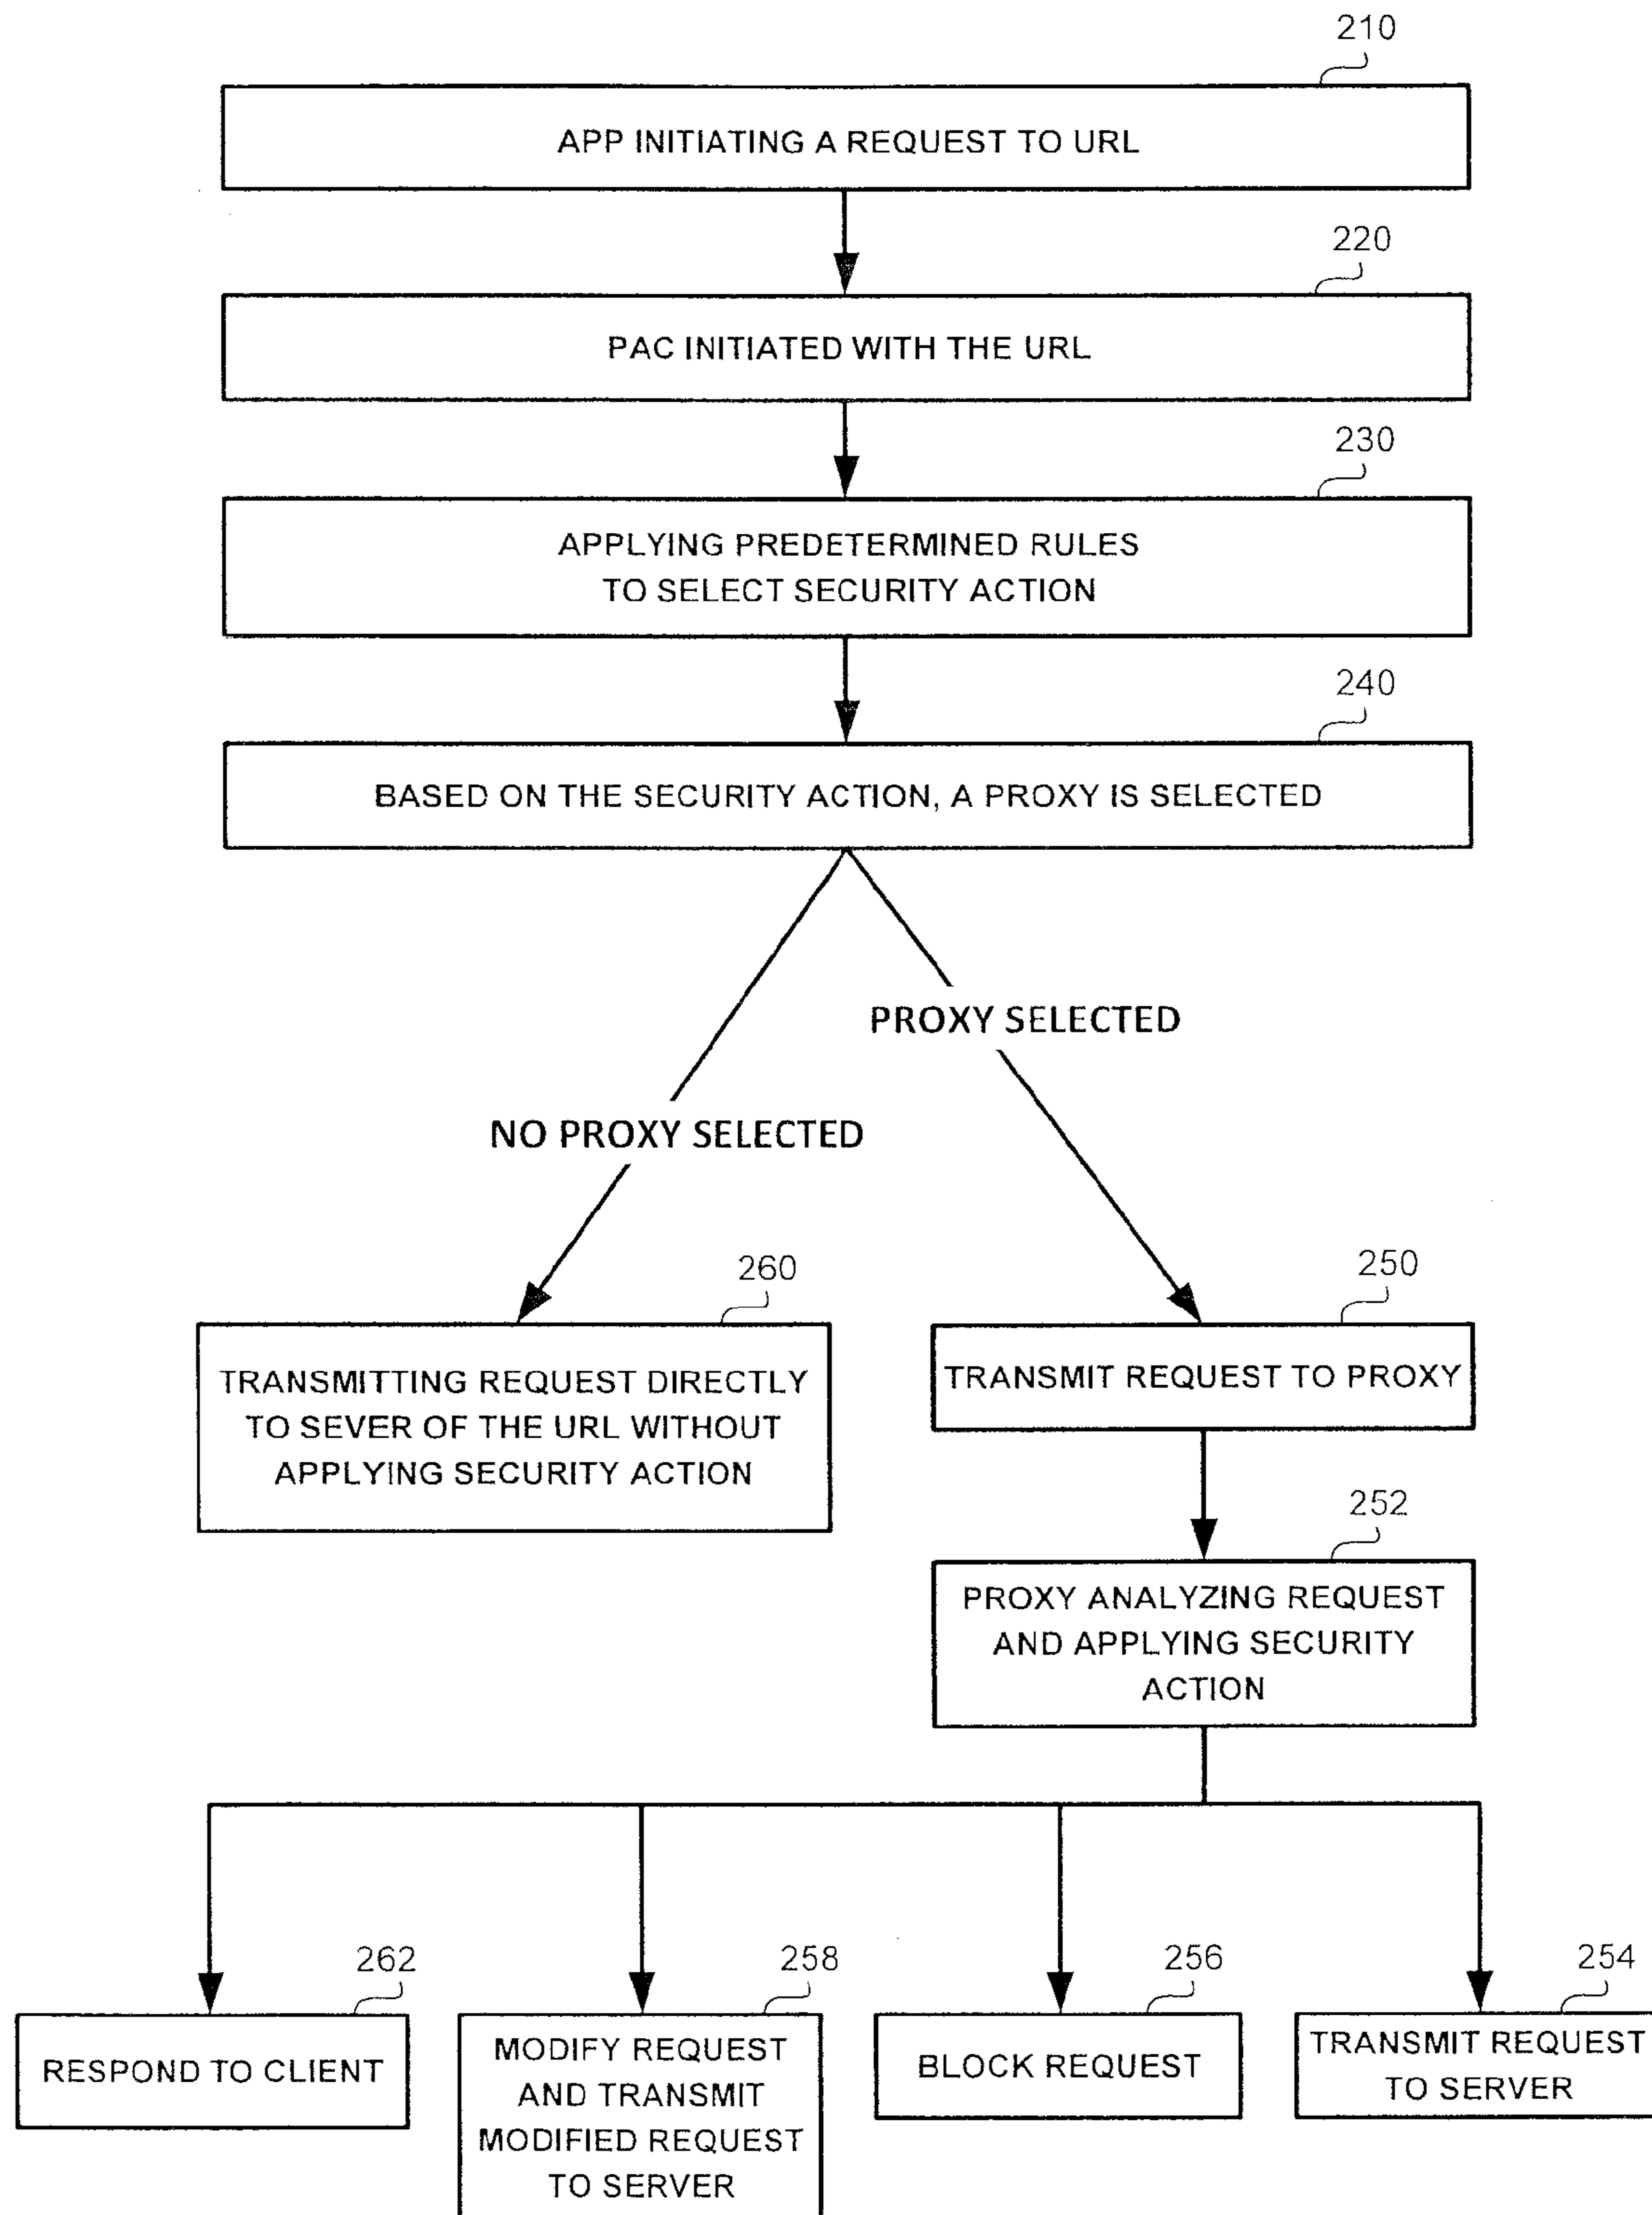 210
APP INITIATING A REQUEST TO URL
220
PAC INITIATED WITH THE URL
230
APPLYING PREDETERMINED RULES
TO SELECT SECURITY ACTION
240
BASED ON THE SECURITY ACTION, A PROXY IS SELECTED
PROXY SELECTED
NO PROXY SELECTED
260
TRANSMITTING REQUEST DIRECTLY
TO SEVER OF THE URL WITHOUT
APPLYING SECURITY ACTION
250
TRANSMIT REQUEST TO PROXY
252
PROXY ANALYZING REQUEST
AND APPLYING SECURITY
ACTION
262
RESPOND TO CLIENT
258
MODIFY REQUEST
AND TRANSMIT
MODIFIED REQUEST
TO SERVER
256
BLOCK REQUEST
254
TRANSMIT REQUEST
TO SERVER